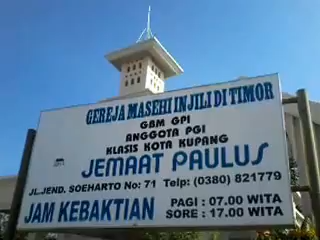 GEREJA MASEHI INJILI DI TIMOR
GBM GPI
ANGGOTA PGI
KLASIS KOTA KUPANG
JEMAAT PAULUS
JL.JEND. SOEHARTO No: 71 Telp: (0380) 821779
JAM KEBAKTIAN
PAGI : 07.00 WITA
SORE : 17.00 WITA